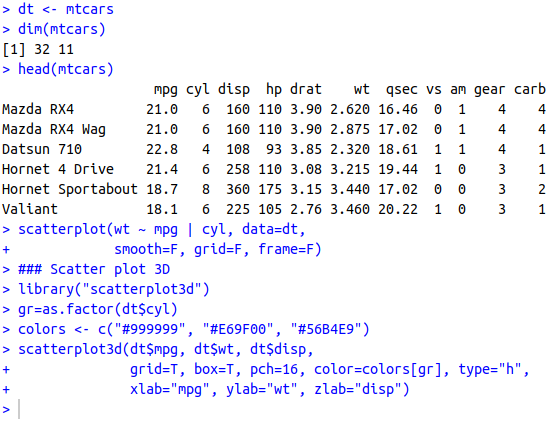 > dt <- mtcars
> dim(mtcars)
[1] 32 11
> head(mtcars)
                   mpg cyl disp  hp drat    wt  qsec vs am gear carb
Mazda RX4         21.0   6  160 110 3.90 2.620 16.46  0  1    4    4
Mazda RX4 Wag     21.0   6  160 110 3.90 2.875 17.02  0  1    4    4
Datsun 710        22.8   4  108  93 3.85 2.320 18.61  1  1    4    1
Hornet 4 Drive    21.4   6  258 110 3.08 3.215 19.44  1  0    3    1
Hornet Sportabout 18.7   8  360 175 3.15 3.440 17.02  0  0    3    2
Valiant           18.1   6  225 105 2.76 3.460 20.22  1  0    3    1
> scatterplot(wt ~ mpg | cyl, data=dt,
+             smooth=F, grid=F, frame=F)
> ### Scatter plot 3D
> library("scatterplot3d")
> gr=as.factor(dt$cyl)
> colors <- c("#999999", "#E69F00", "#56B4E9")
> scatterplot3d(dt$mpg, dt$wt, dt$disp,
+               grid=T, box=T, pch=16, color=colors[gr], type="h",
+               xlab="mpg", ylab="wt", zlab="disp")
>